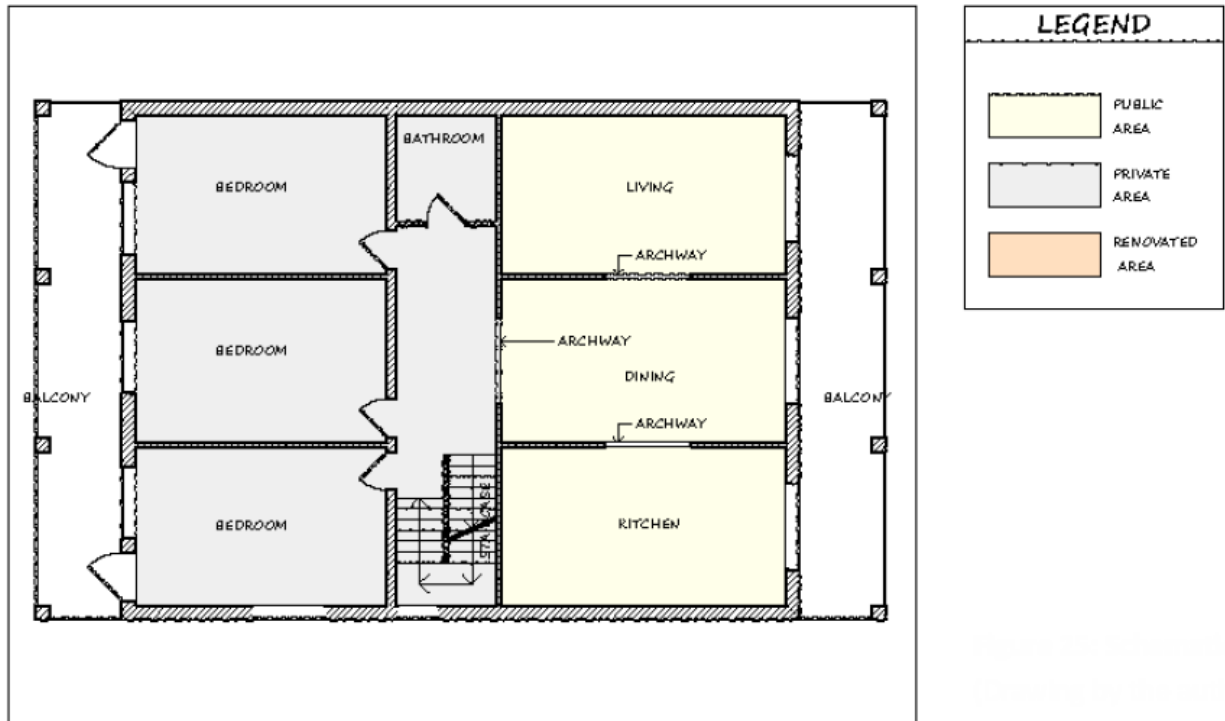 LEGEND
PUBLIC
AREA
PRIVATE
AREA
RENOVATED
AREA
BATHROOM
BEDROOM
LIVING
ARCHWAY
ARCHWAY
BEDROOM
DINING
BALCONY
BALCONY
ARCHWAY
STAIRCASE
BEDROOM
KITCHEN